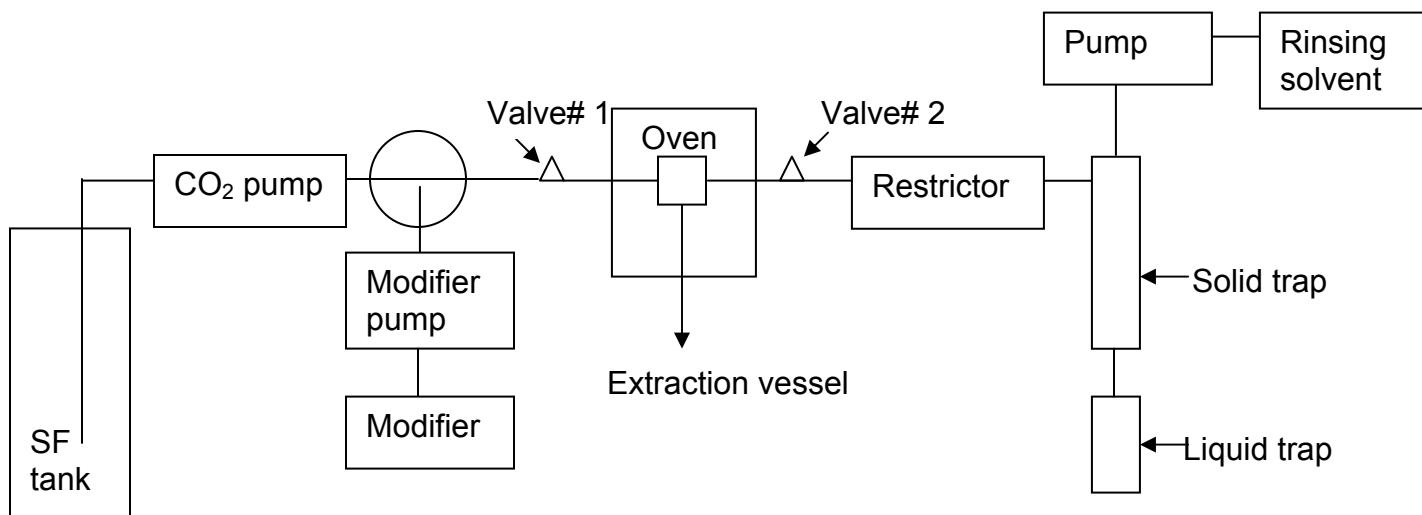 Pump
Rinsing
solvent
Valve# 1
Valve# 2
Oven
CO₂ pump
Restrictor
Modifier
pump
Solid trap
Extraction vessel
Modifier
SF
tank
Liquid trap